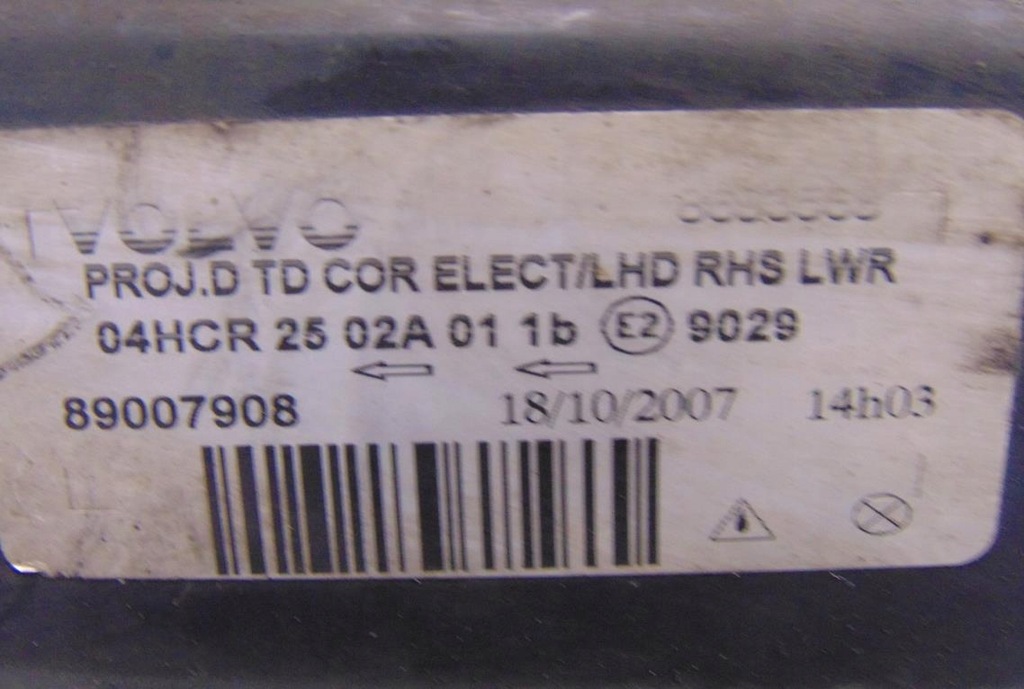 VOLVO
PROJ.D TD COR ELECT/LHD RHS LWR
04HCR 25 02A 01 1b E2 9029
89007908 18/10/2007 14h03